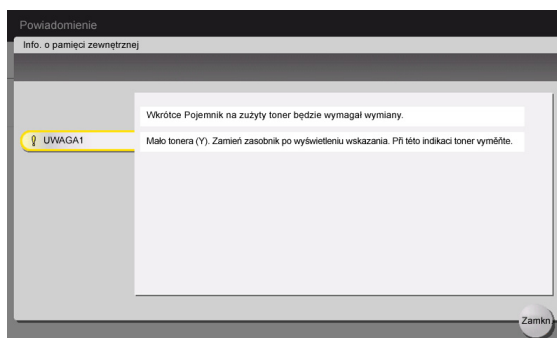 Powiadomienie
Info. o pamięci zewnętrznej
Wkrótce Pojemnik na zużyty toner będzie wymagał wymiany.
UWAGA1
Mało tonera (Y). Zamień zasobnik po wyświetleniu wskazania. Při této indikaci toner vyměňte.
Zamkn